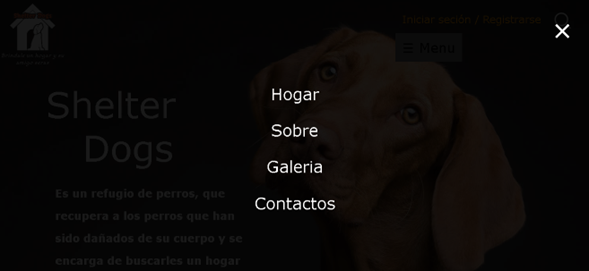 Iniciar seción / Registrarse
☰ Menu
Hogar
Sobre
Galeria
Contactos
Shelter
Dogs
Es un refugio de perros, que
recupera a los perros que han
sido dañados de su cuerpo y se
encarga de buscarles un hogar